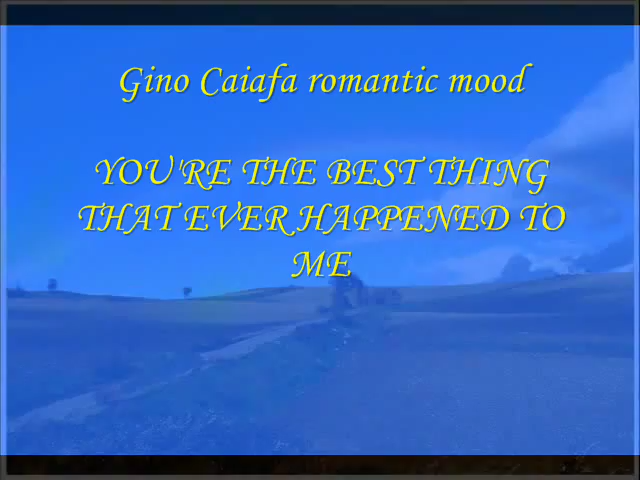 Gino Caiafa romantic mood
YOU'RE THE BEST THING
THAT EVER HAPPENED TO
ME